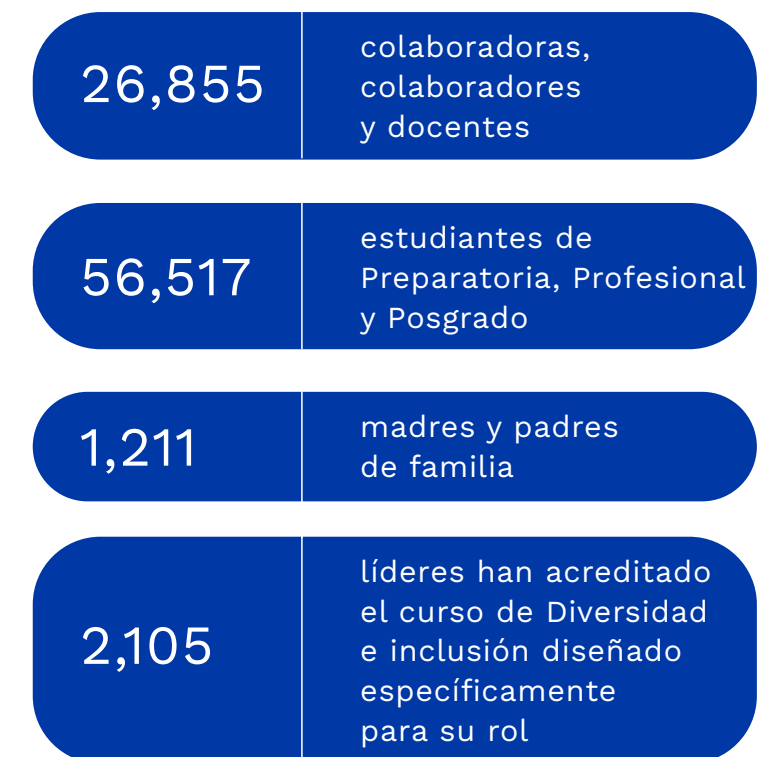 26,855
colaboradoras,
colaboradores
y docentes
56,517
estudiantes de
Preparatoria, Profesional
y Posgrado
1,211
madres y padres
de familia
2,105
líderes han acreditado
el curso de Diversidad
e inclusión diseñado
específicamente
para su rol